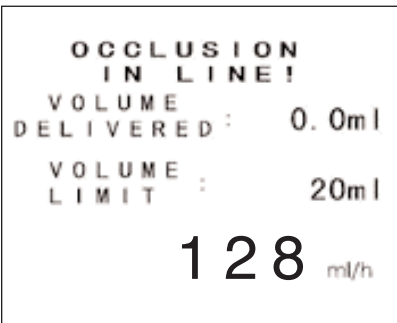 OCCLUSION
IN LINE!
VOLUME
DELIVERED: 0.0ml
VOLUME
LIMIT: 20ml
128 ml/h